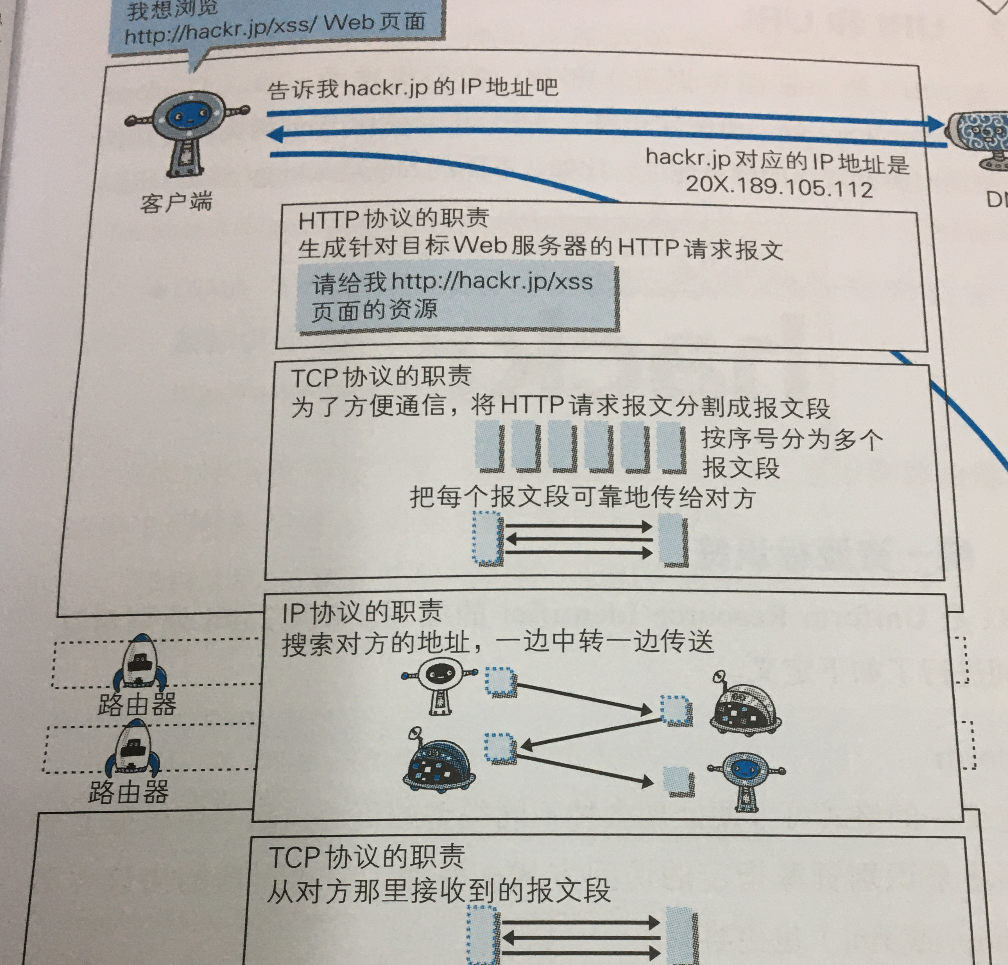 我想浏览
http://hackr.jp/xss/ Web 页面
告诉我hackr.jp的IP地址吧
hackr.jp 对应的IP地址是
20X.189.105.112
客户端
HTTP协议的职责
生成针对目标Web服务器的HTTP请求报文
请给我http://hackr.jp/xss
页面的资源
TCP协议的职责
为了方便通信，将HTTP请求报文分割成报文段
按序号分为多个
报文段
把每个报文段可靠地传给对方
IP协议的职责
搜索对方的地址，一边中转一边传送
路由器
路由器
TCP协议的职责
从对方那里接收到的报文段